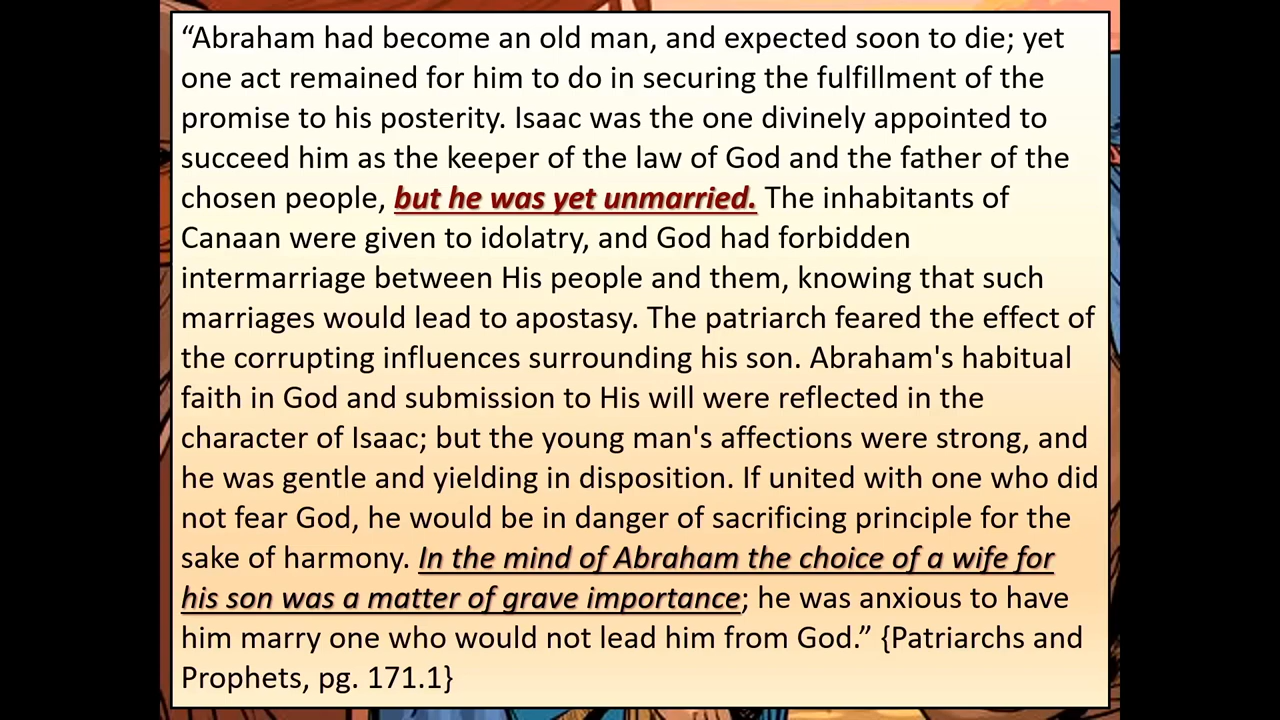 “Abraham had become an old man, and expected soon to die; yet
one act remained for him to do in securing the fulfillment of the
promise to his posterity. Isaac was the one divinely appointed to
succeed him as the keeper of the law of God and the father of the
chosen people, but he was yet unmarried. The inhabitants of
Canaan were given to idolatry, and God had forbidden
intermarriage between His people and them, knowing that such
marriages would lead to apostasy. The patriarch feared the effect of
the corrupting influences surrounding his son. Abraham's habitual
faith in God and submission to His will were reflected in the
character of Isaac; but the young man's affections were strong, and
he was gentle and yielding in disposition. If united with one who did
not fear God, he would be in danger of sacrificing principle for the
sake of harmony. In the mind of Abraham the choice of a wife for
his son was a matter of grave importance; he was anxious to have
him marry one who would not lead him from God.” {Patriarchs and
Prophets, pg. 171.1}